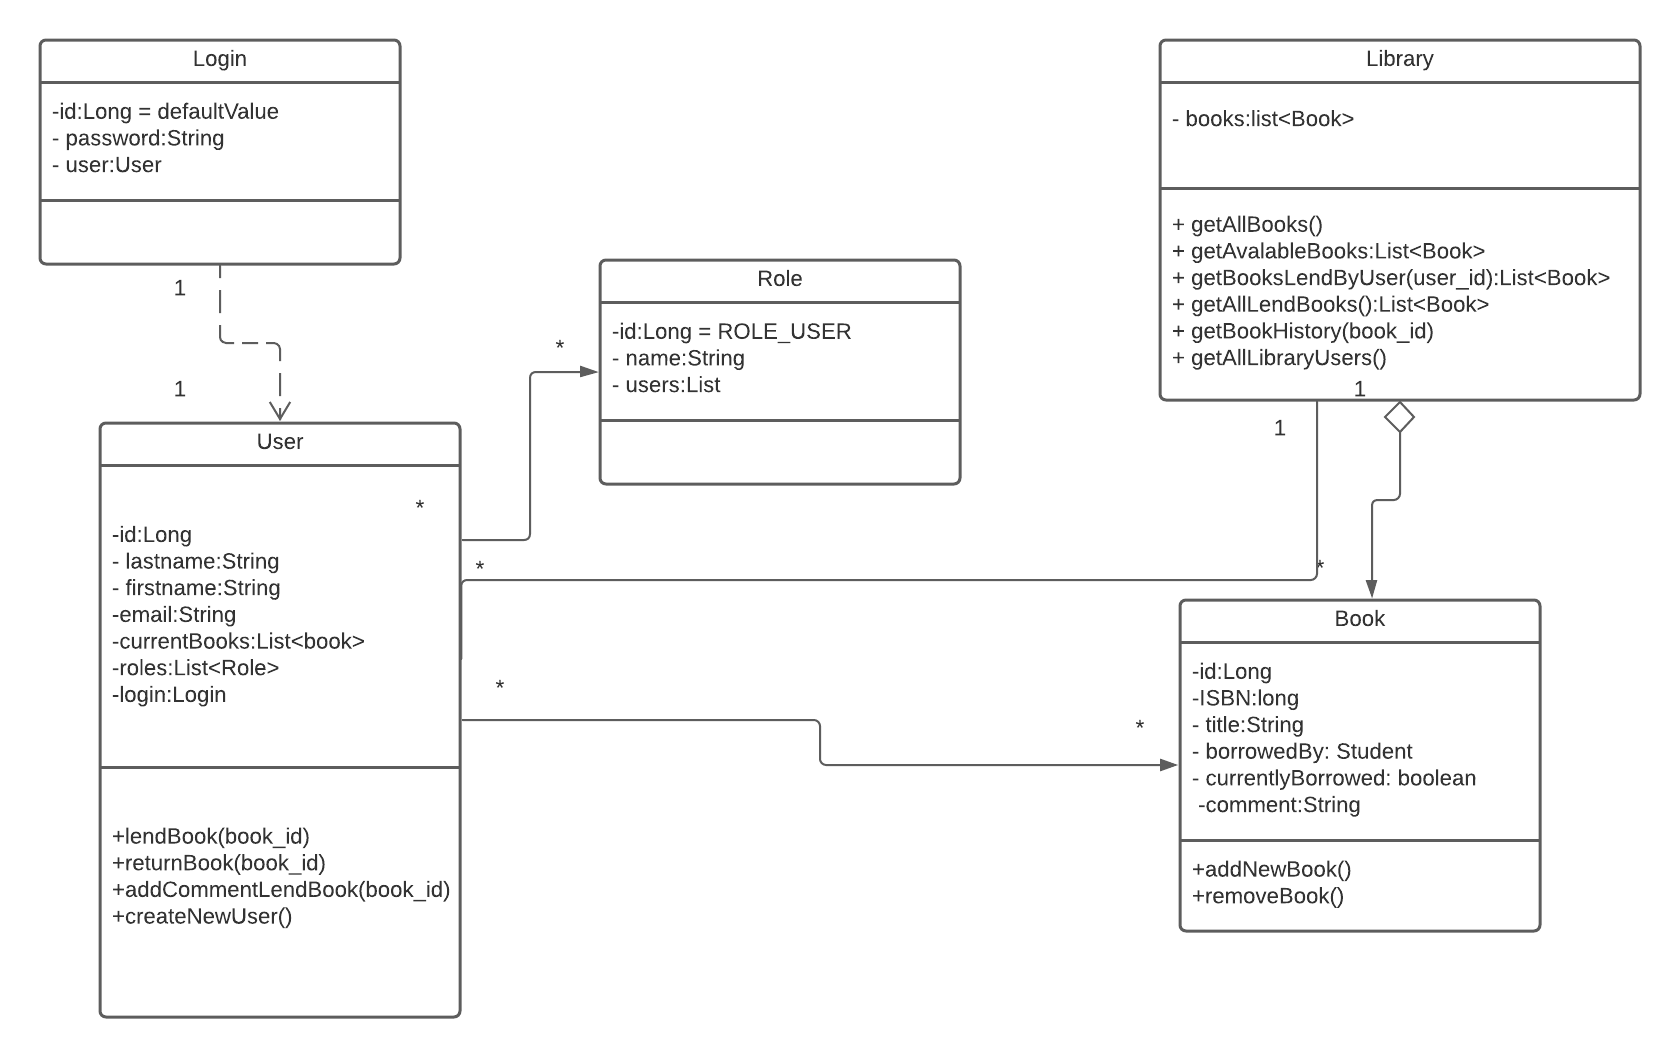 Login
-id:Long = defaultValue
- password:String
- user:User
1
1
User
*
-id:Long
- lastname:String
- firstname:String
-email:String
-currentBooks:List<book>
-roles:List<Role>
-login:Login
+lendBook(book_id)
+returnBook(book_id)
+addCommentLendBook(book_id)
+createNewUser()
*
Role
-id:Long = ROLE_USER
- name:String
- users:List
*
*
*
Library
- books:list<Book>
+ getAllBooks()
+ getAvalableBooks:List<Book>
+ getBooksLendByUser(user_id):List<Book>
+ getAllLendBooks():List<Book>
+ getBookHistory(book_id)
+ getAllLibraryUsers()
1
1
*
Book
-id:Long
-ISBN:long
- title:String
- borrowedBy: Student
- currentlyBorrowed: boolean
-comment:String
+addNewBook()
+removeBook()